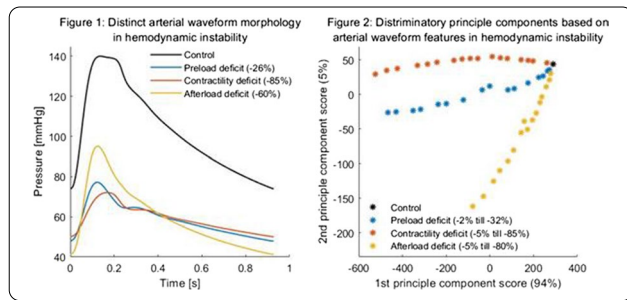 Figure 1: Distinct arterial waveform morphology
in hemodynamic instability
140
120
100
80
60
40
Pressure [mmHg]
Control
Preload deficit (-26%)
Contractility deficit (-85%)
Afterload deficit (-60%)
0
0.2
0.4
0.6
0.8
1
Time [s]
Figure 2: Distriminatory principle components based on
arterial waveform features in hemodynamic instability
50
0
-50
-100
-150
-200
2nd principle component score (5%)
Control
Preload deficit (-2% till -32%)
Contractility deficit (-5% till -85%)
Afterload deficit (-5% till -80%)
-600
-400
-200
0
200
400
1st principle component score (94%)